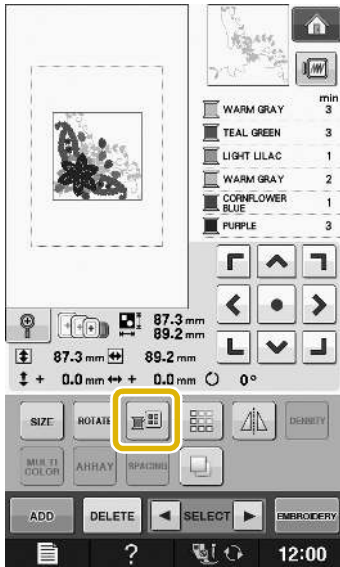 min
WARM GRAY 3
TEAL GREEN 3
LIGHT LILAC 1
WARM GRAY 2
CORNFLOWER
BLUE 1
PURPLE 3
87.3 mm
89.2 mm
87.3 mm 89.2 mm
+ 0.0 mm + 0.0 mm 0°
SIZE ROTATE DENSITY
MULTI
COLOR ARRAY SPACING
ADD DELETE SELECT EMBROIDERY
? 12:00